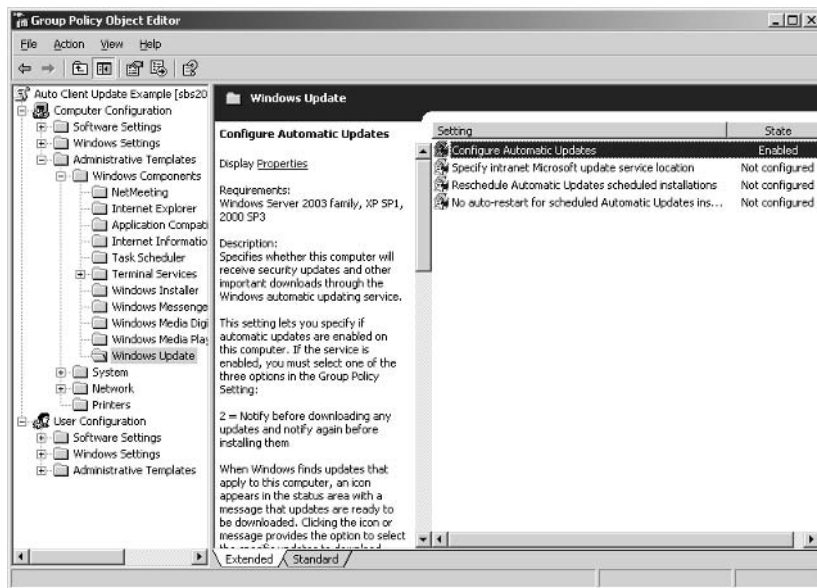 Group Policy Object Editor
File Action View Help
Auto Client Update Example [sbs20
Computer Configuration
Software Settings
Windows Settings
Administrative Templates
Windows Components
NetMeeting
Internet Explorer
Application Compati
Internet Informatio
Task Scheduler
Terminal Services
Windows Installer
Windows Messenge
Windows Media Digi
Windows Media Play
Windows Update
System
Network
Printers
User Configuration
Software Settings
Windows Settings
Administrative Templates
Windows Update
Configure Automatic Updates
Display Properties
Requirements:
Windows Server 2003 family, XP SP1,
2000 SP3
Description:
Specifies whether this computer will
receive security updates and other
important downloads through the
Windows automatic updating service.
This setting lets you specify if
automatic updates are enabled on
this computer. If the service is
enabled, you must select one of the
three options in the Group Policy
Setting:
2 = Notify before downloading any
updates and notify again before
installing them
When Windows finds updates that
apply to this computer, an icon
appears in the status area with a
message that updates are ready to
be downloaded. Clicking the icon or
message provides the option to select
Setting State
Configure Automatic Updates Enabled
Specify intranet Microsoft update service location Not configured
Reschedule Automatic Updates scheduled installations Not configured
No auto-restart for scheduled Automatic Updates ins... Not configured
Extended Standard